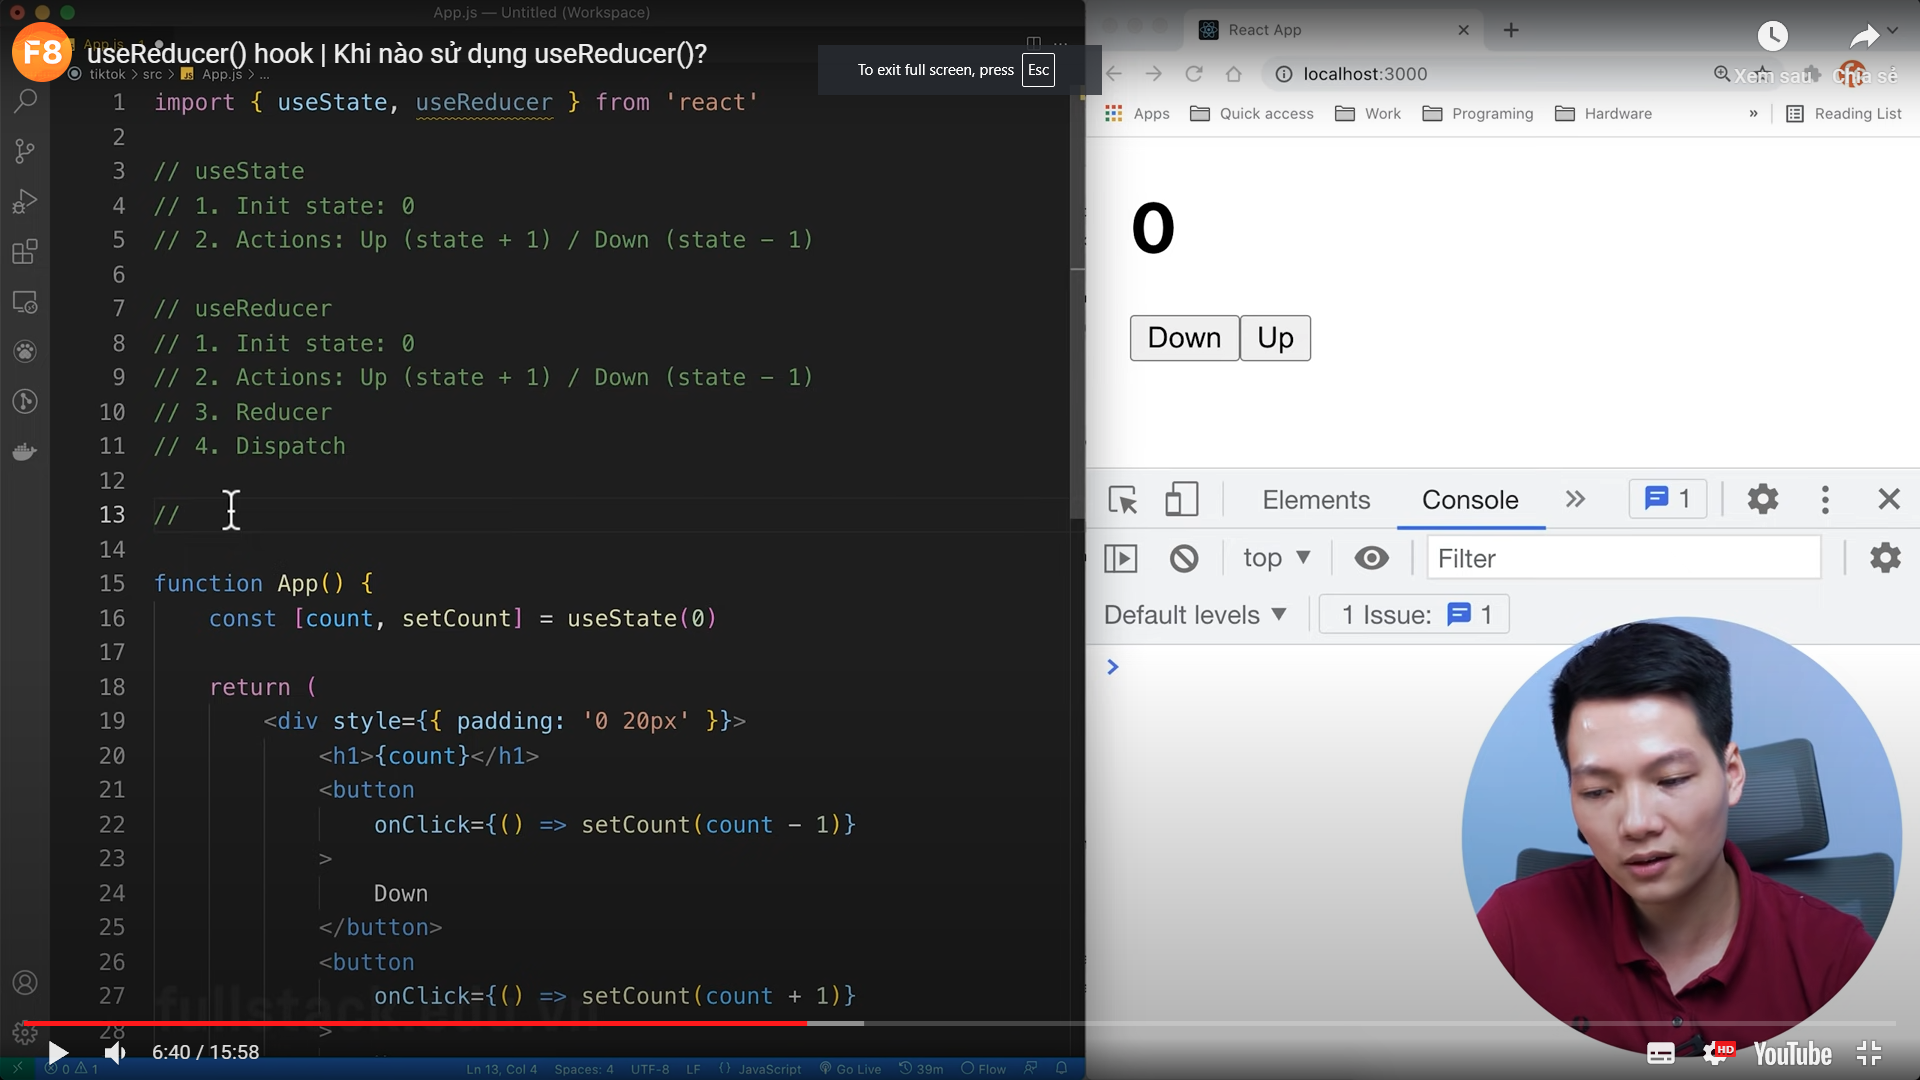 App.js — Untitled (Workspace)
F8
useReducer() hook | Khi nào sử dụng useReducer()?
To exit full screen, press Esc
tiktok > src > App.js > ...
1 import { useState, useReducer } from 'react'
2
3 // useState
4 // 1. Init state: 0
5 // 2. Actions: Up (state + 1) / Down (state - 1)
6
7 // useReducer
8 // 1. Init state: 0
9 // 2. Actions: Up (state + 1) / Down (state - 1)
10 // 3. Reducer
11 // 4. Dispatch
12
13 //
14
15 function App() {
16 const [count, setCount] = useState(0)
17
18 return (
19 <div style={{ padding: '0 20px' }}>
20 <h1>{count}</h1>
21 <button
22 onClick={() => setCount(count - 1)}
23 >
24 Down
25 </button>
26 <button
27 onClick={() => setCount(count + 1)}
28 >
fullstack.edu.vn
6:40 / 15:58
0 1
Ln 13, Col 4 Spaces: 4 UTF-8 LF {} JavaScript Go Live 39m Flow
React App
localhost:3000
Xem sau Chia sẻ
Apps Quick access Work Programing Hardware » Reading List
0
Down Up
Elements Console » 1
top Filter
Default levels 1 Issue: 1
HD YouTube